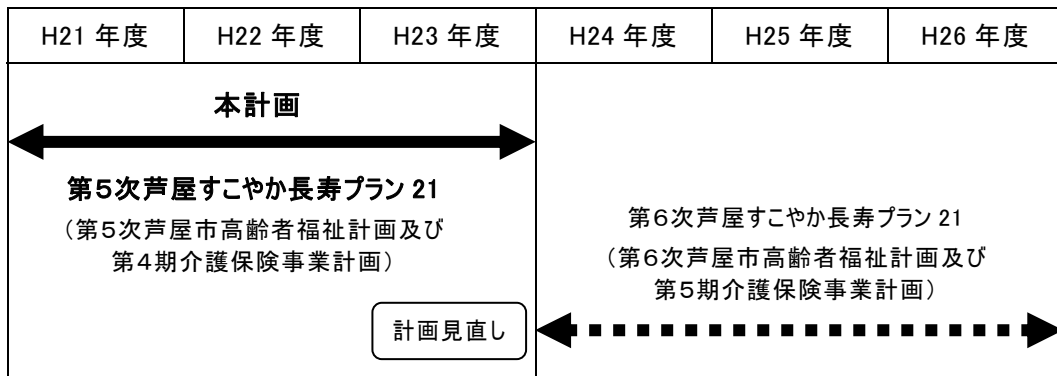 H21 年度 H22 年度 H23 年度 H24 年度 H25 年度 H26 年度
本計画
第5次芦屋すこやか長寿プラン 21
（第5次芦屋市高齢者福祉計画及び
第4期介護保険事業計画）
計画見直し
第6次芦屋すこやか長寿プラン 21
（第6次芦屋市高齢者福祉計画及び
第5期介護保険事業計画）